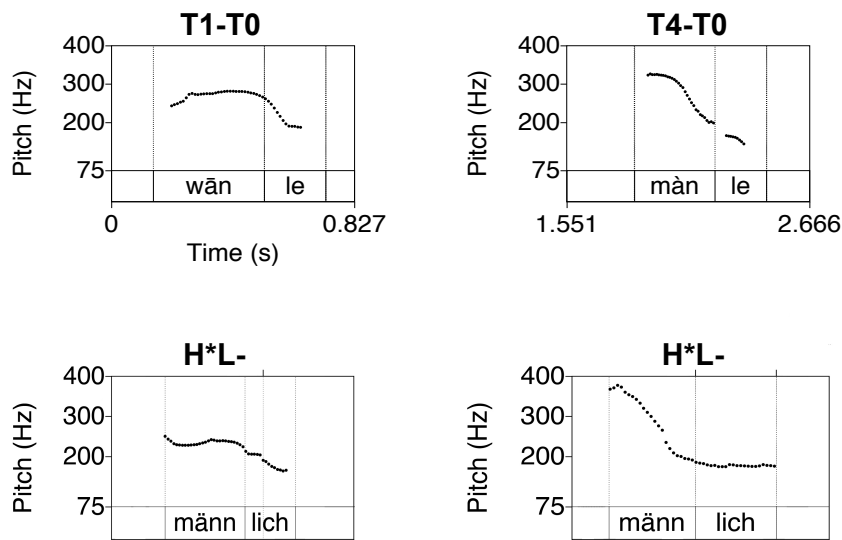 T1-T0
400
300
200
75
Pitch (Hz)
wān le
0 0.827
Time (s)
T4-T0
400
300
200
75
Pitch (Hz)
màn le
1.551 2.666
H*L-
400
300
200
75
Pitch (Hz)
männ lich
H*L-
400
300
200
75
Pitch (Hz)
männ lich